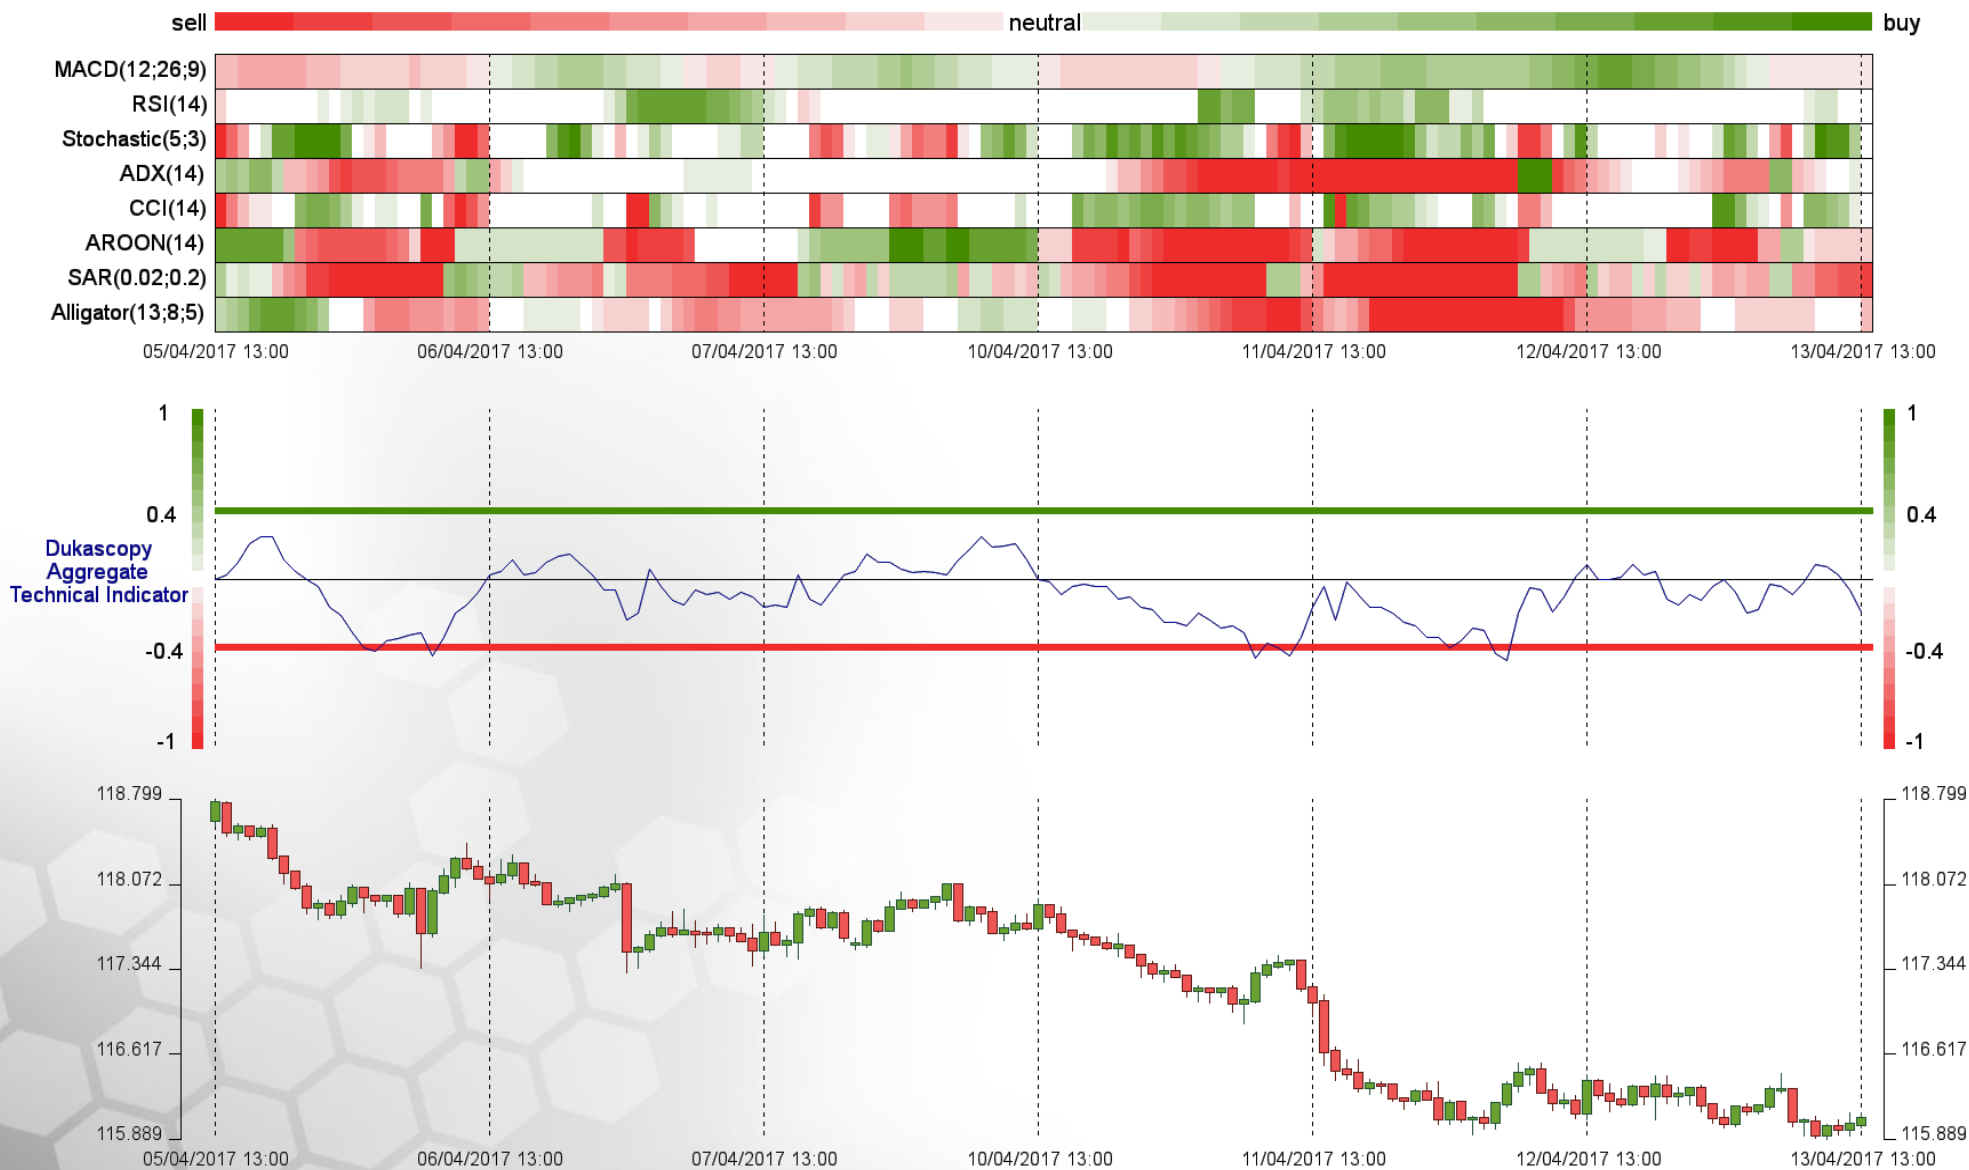 sell neutral buy
MACD(12;26;9)
RSI(14)
Stochastic(5;3)
ADX(14)
CCI(14)
AROON(14)
SAR(0.02;0.2)
Alligator(13;8;5)
05/04/2017 13:00 06/04/2017 13:00 07/04/2017 13:00 10/04/2017 13:00 11/04/2017 13:00 12/04/2017 13:00 13/04/2017 13:00
1 1
0.4 0.4
Dukascopy
Aggregate
Technical Indicator
-0.4 -0.4
-1 -1
118.799 118.799
118.072 118.072
117.344 117.344
116.617 116.617
115.889 115.889
05/04/2017 13:00 06/04/2017 13:00 07/04/2017 13:00 10/04/2017 13:00 11/04/2017 13:00 12/04/2017 13:00 13/04/2017 13:00